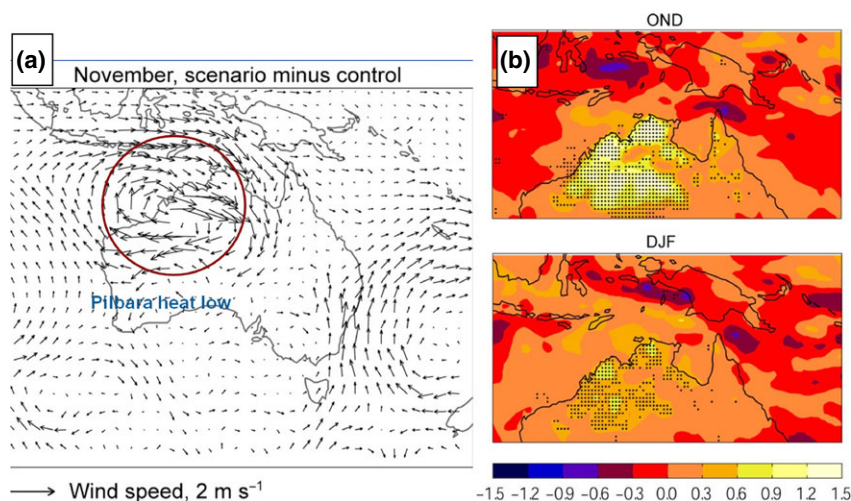 (a)
November, scenario minus control
Pilbara heat low
Wind speed, 2 m s⁻¹
(b)
OND
DJF
−1.5 −1.2 −0.9 −0.6 −0.3 0.0 0.3 0.6 0.9 1.2 1.5